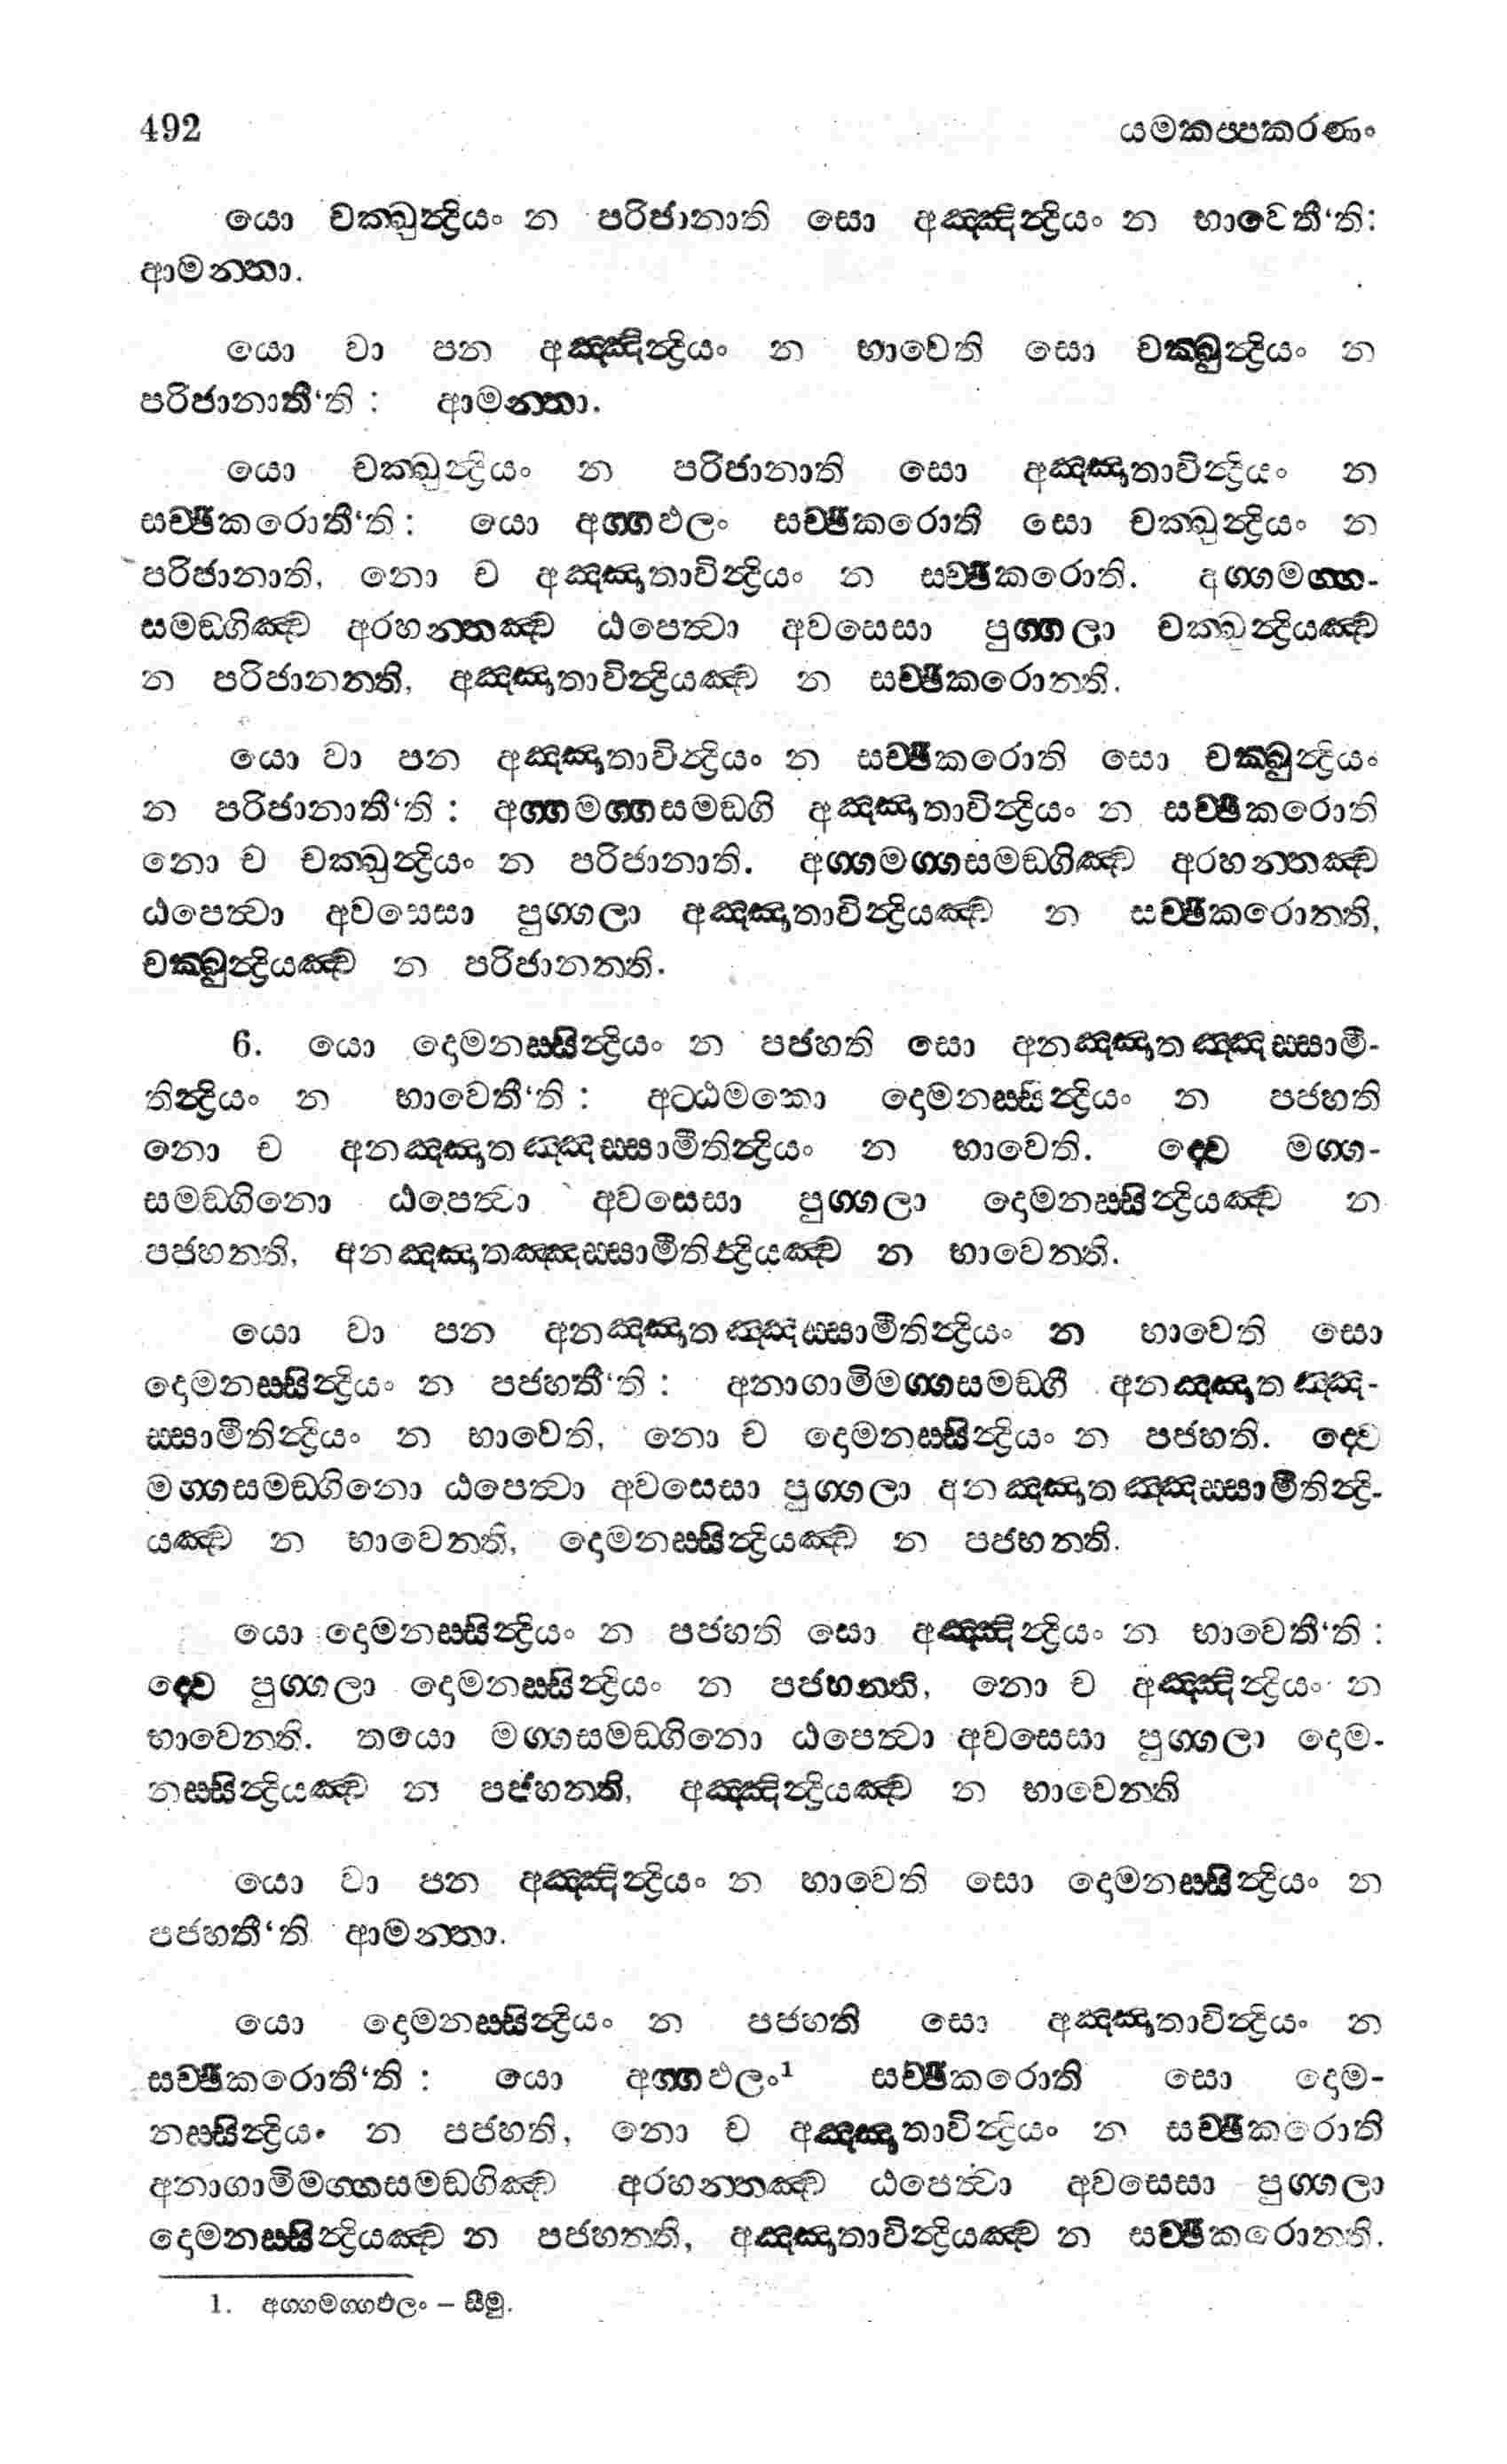 492 යමකප්පකරණං
යො චක්ඛුන්ද්‍රියං න පරිජානාති සො අඤ්ඤින්ද්‍රියං න භාවෙතී‘ති:
ආමන්තා.
යො වා පන අඤ්ඤින්ද්‍රියං න භාවෙති සො චක්ඛුන්ද්‍රියං න
පරිජානාතී‘ති : ආමන්තා.
යො චක්ඛුන්ද්‍රියං න පරිජානාති සො අඤ්ඤාතාවින්ද්‍රියං න
සච්ඡිකරොතී‘ති : යො අග්ගඵලං සච්ඡිකරොති සො චක්ඛුන්ද්‍රියං න
පරිජානාති, නො ච අඤ්ඤාතාවින්ද්‍රියං න සච්ඡිකරොති. අග්ගමග්ග-
සමඞ්ගිඤ්ච අරහන්තඤ්ච ඨපෙත්‍වා අවසෙසා පුග්ගලා චක්ඛුන්ද්‍රියඤ්ච
න පරිජානන්ති, අඤ්ඤාතාවින්ද්‍රියඤ්ච න සච්ඡිකරොන්ති.
යො වා පන අඤ්ඤාතාවින්ද්‍රියං න සච්ඡිකරොති සො චක්ඛුන්ද්‍රියං
න පරිජානාතී‘ති : අග්ගමග්ගසමඞ්ගි අඤ්ඤාතාවින්ද්‍රියං න සච්ඡිකරොති
නො ච චක්ඛුන්ද්‍රියං න පරිජානාති. අග්ගමග්ගසමඞ්ගිඤ්ච අරහන්තඤ්ච
ඨපෙත්‍වා අවසෙසා පුග්ගලා අඤ්ඤාතාවින්ද්‍රියඤ්ච න සච්ඡිකරොන්ති,
චක්ඛුන්ද්‍රියඤ්ච න පරිජානන්ති.
6. යො දොමනස්සින්ද්‍රියං න පජහති සො අනඤ්ඤාතඤ්ඤස්සාමී-
තින්ද්‍රියං න භාවෙතී‘ති : අට්ඨමකො දොමනස්සින්ද්‍රියං න පජහති
නො ච අනඤ්ඤාතඤ්ඤස්සාමීතින්ද්‍රියං න භාවෙති. ද්වෙ මග්ග-
සමඞ්ගිනො ඨපෙත්‍වා අවසෙසා පුග්ගලා දොමනස්සින්ද්‍රියඤ්ච න
පජහන්ති, අනඤ්ඤාතඤ්ඤස්සාමීතින්ද්‍රියඤ්ච න භාවෙන්ති.
යො වා පන අනඤ්ඤාතඤ්ඤස්සාමීතින්ද්‍රියං න භාවෙති සො
දොමනස්සින්ද්‍රියං න පජහතී‘ති : අනාගාමිමග්ගසමඞ්ගී අනඤ්ඤාතඤ්ඤ-
ස්සාමීතින්ද්‍රියං න භාවෙති, නො ච දොමනස්සින්ද්‍රියං න පජහති. ද්වෙ
මග්ගසමඞ්ගිනො ඨපෙත්‍වා අවසෙසා පුග්ගලා අනඤ්ඤාතඤ්ඤස්සාමීතින්ද්‍රි-
යඤ්ච න භාවෙන්ති, දොමනස්සින්ද්‍රියඤ්ච න පජහන්ති.
යො දොමනස්සින්ද්‍රියං න පජහති සො අඤ්ඤින්ද්‍රියං න භාවෙතී‘ති :
ද්වෙ පුග්ගලා දොමනස්සින්ද්‍රියං න පජහන්ති, නො ච අඤ්ඤින්ද්‍රියං න
භාවෙන්ති. තයො මග්ගසමඞ්ගිනො ඨපෙත්‍වා අවසෙසා පුග්ගලා දොම-
නස්සින්ද්‍රියඤ්ච න පජහන්ති, අඤ්ඤින්ද්‍රියඤ්ච න භාවෙන්ති
යො වා පන අඤ්ඤින්ද්‍රියං න භාවෙති සො දොමනස්සින්ද්‍රියං න
පජහතී‘ති ආමන්තා.
යො දොමනස්සින්ද්‍රියං න පජහති සො අඤ්ඤාතාවින්ද්‍රියං න
සච්ඡිකරොතී‘ති : යො අග්ගඵලං¹ සච්ඡිකරොති සො දොම-
නස්සින්ද්‍රියං න පජහති, නො ච අඤ්ඤාතාවින්ද්‍රියං න සච්ඡිකරොති
අනාගාමිමග්ගසමඞ්ගිඤ්ච අරහන්තඤ්ච ඨපෙත්‍වා අවසෙසා පුග්ගලා
දොමනස්සින්ද්‍රියඤ්ච න පජහන්ති, අඤ්ඤාතාවින්ද්‍රියඤ්ච න සච්ඡිකරොන්ති.
1. අග්ගමග්ගඵලං – සීමු.